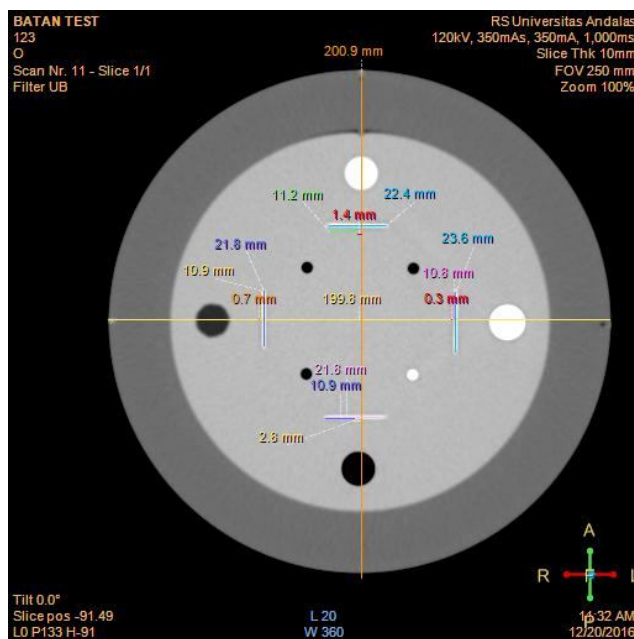 BATAN TEST
123
O
Scan Nr. 11 - Slice 1/1
Filter UB
RS Universitas Andalas
120kV, 350mAs, 350mA, 1,000ms
Slice Thk 10mm
FOV 250 mm
Zoom 100%
200.9 mm
11.2 mm
22.4 mm
1.4 mm
21.8 mm
23.6 mm
10.9 mm
10.8 mm
0.7 mm
199.8 mm
0.3 mm
21.8 mm
10.9 mm
2.8 mm
A
R
F
L
P
Tilt 0.0°
Slice pos -91.49
L0 P133 H-91
L 20
W 360
11:32 AM
12/20/2016